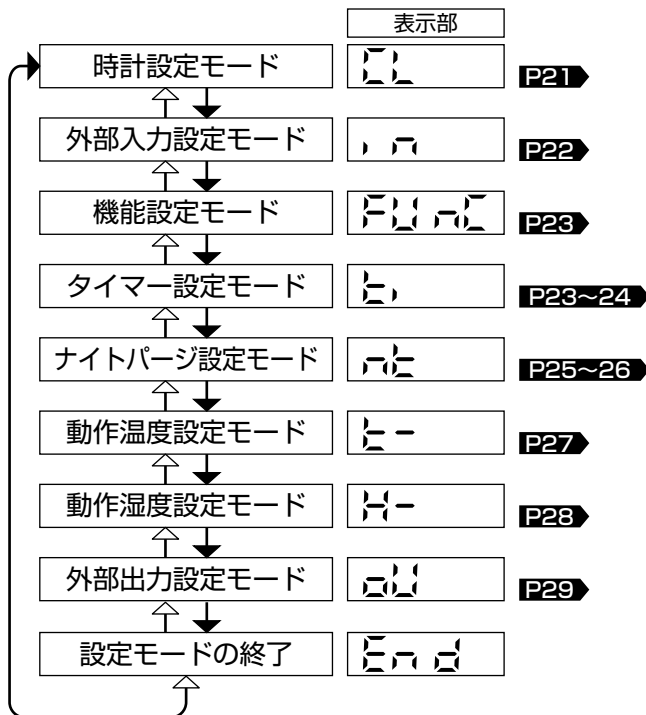 表示部
時計設定モード CL P21
外部入力設定モード in P22
機能設定モード FUnC P23
タイマー設定モード ti P23～24
ナイトパージ設定モード nt P25～26
動作温度設定モード t- P27
動作湿度設定モード H- P28
外部出力設定モード oU P29
設定モードの終了 End